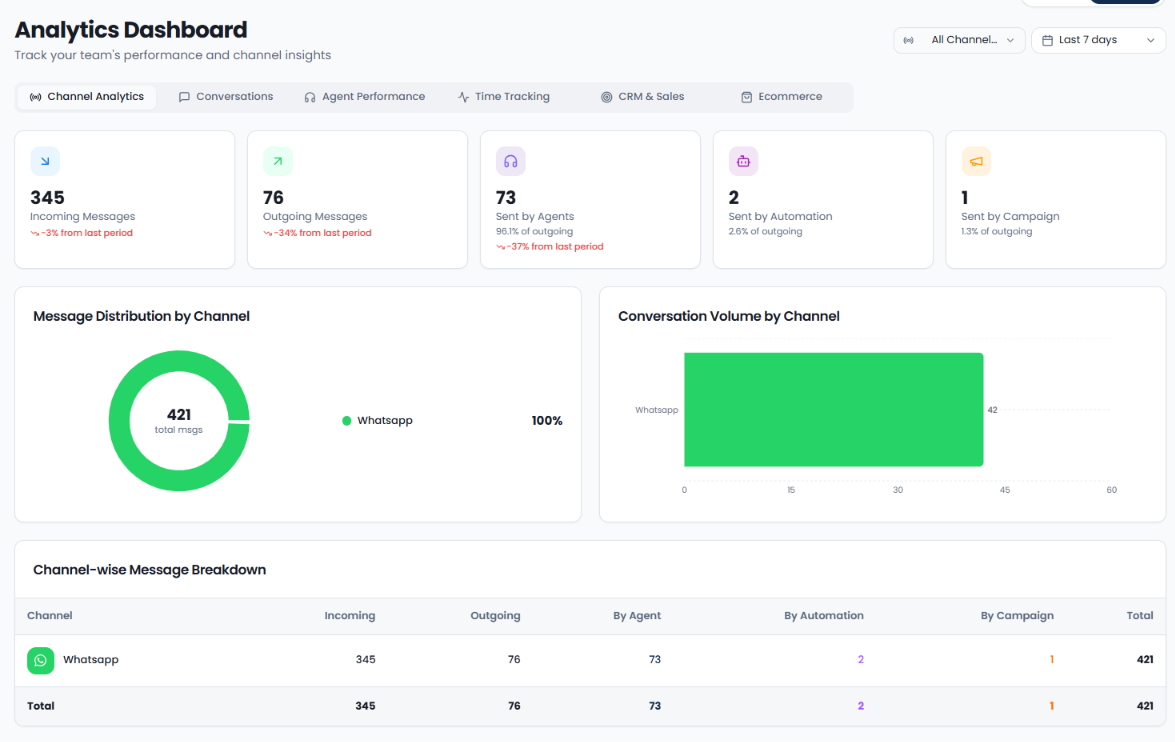 Analytics Dashboard
Track your team's performance and channel insights
All Channel...
Last 7 days
Channel Analytics
Conversations
Agent Performance
Time Tracking
CRM & Sales
Ecommerce
345
Incoming Messages
-3% from last period
76
Outgoing Messages
-34% from last period
73
Sent by Agents
96.1% of outgoing
-37% from last period
2
Sent by Automation
2.6% of outgoing
1
Sent by Campaign
1.3% of outgoing
Message Distribution by Channel
421
total msgs
Whatsapp 100%
Conversation Volume by Channel
Whatsapp 42
0 15 30 45 60
Channel-wise Message Breakdown
Channel Incoming Outgoing By Agent By Automation By Campaign Total
Whatsapp 345 76 73 2 1 421
Total 345 76 73 2 1 421